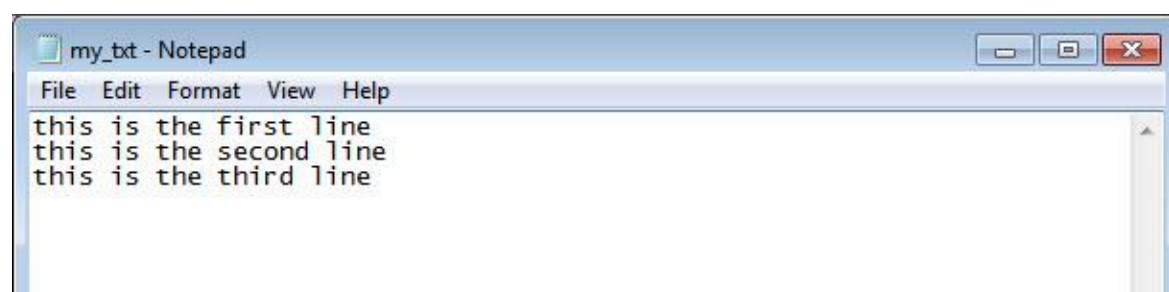 my_txt - Notepad
File Edit Format View Help
this is the first line
this is the second line
this is the third line